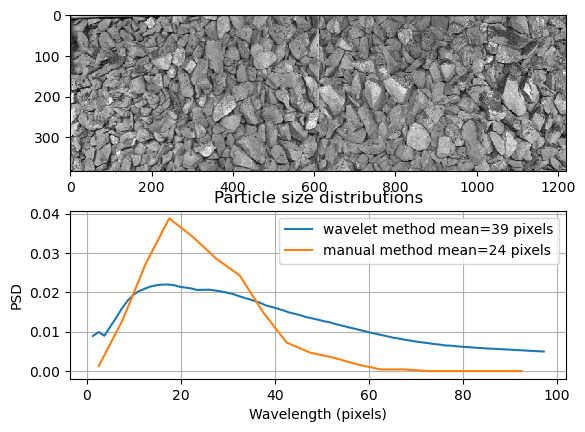 0
100
200
300
0 200 400 600 800 1000 1200
Particle size distributions
0.04
0.03
0.02
0.01
0.00
PSD
wavelet method mean=39 pixels
manual method mean=24 pixels
0 20 40 60 80 100
Wavelength (pixels)